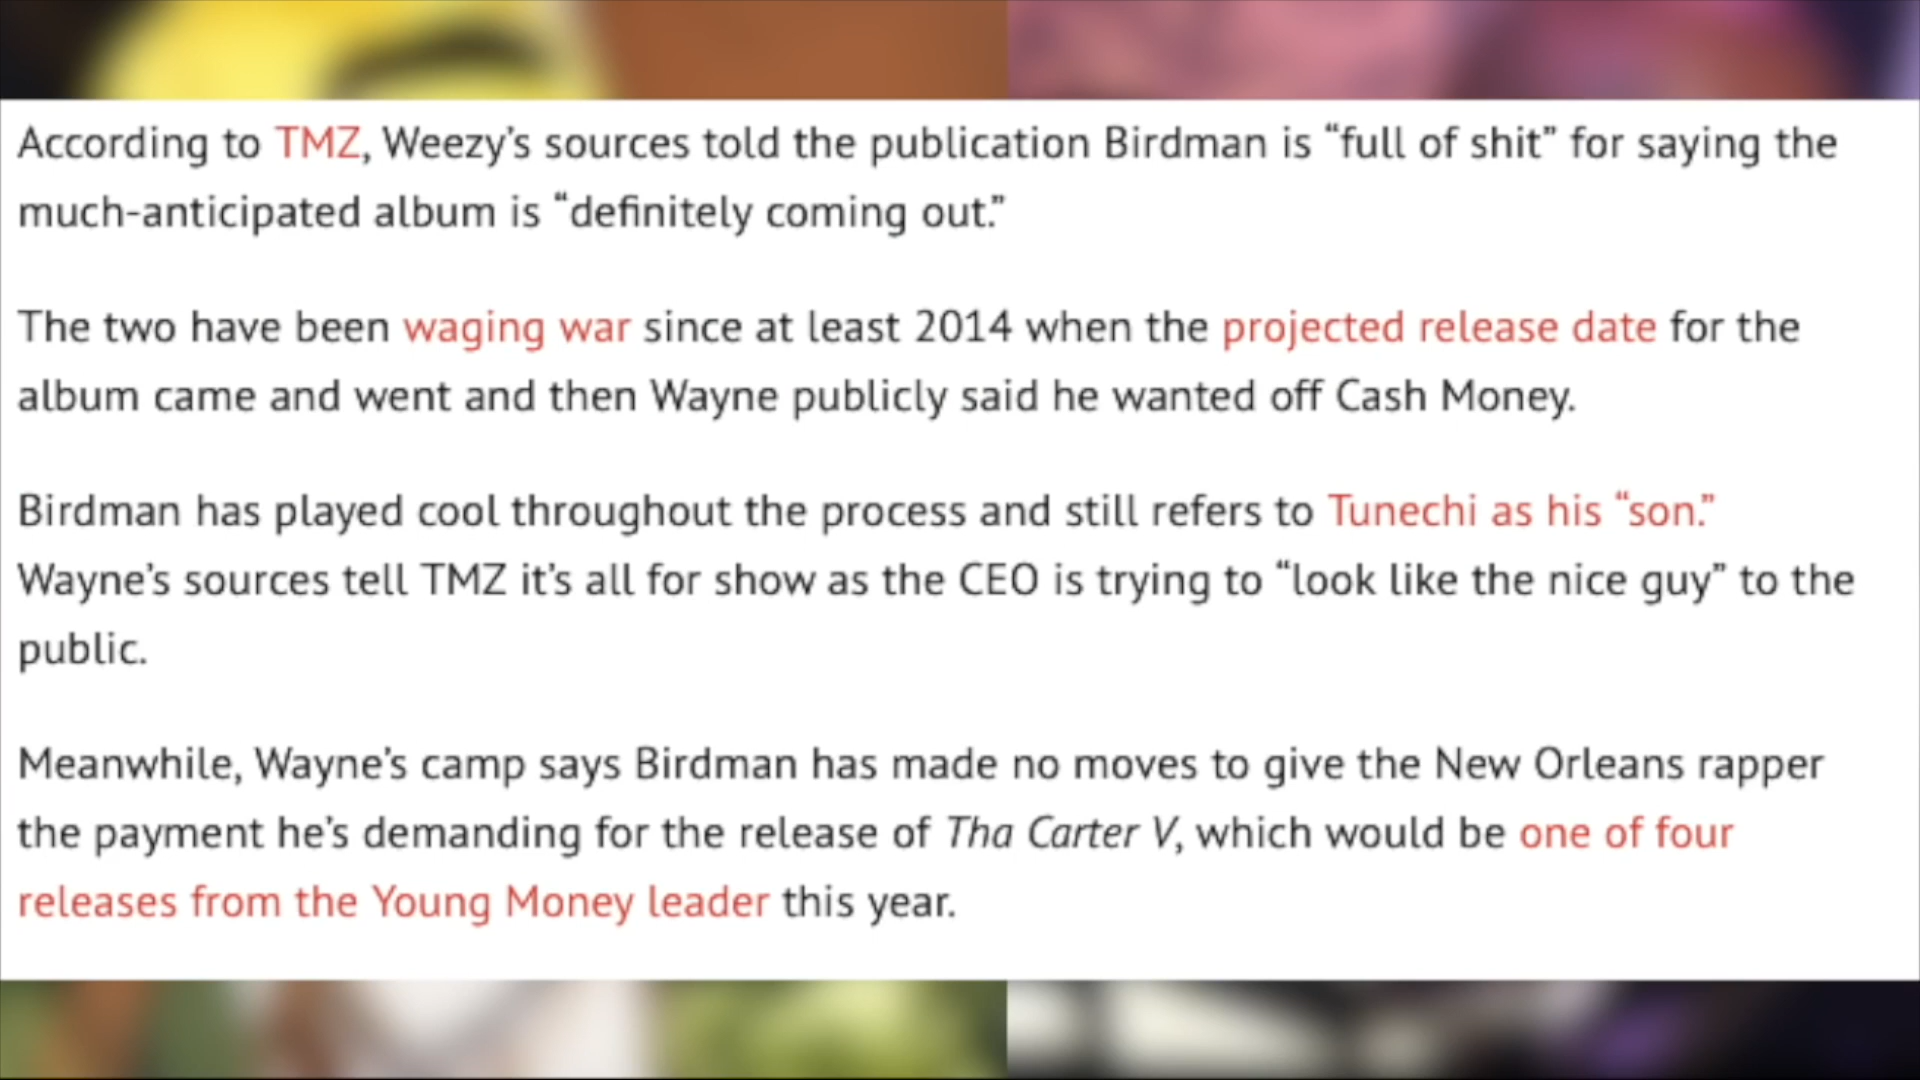 According to TMZ, Weezy’s sources told the publication Birdman is “full of shit” for saying the
much-anticipated album is “definitely coming out.”
The two have been waging war since at least 2014 when the projected release date for the
album came and went and then Wayne publicly said he wanted off Cash Money.
Birdman has played cool throughout the process and still refers to Tunechi as his “son.”
Wayne’s sources tell TMZ it’s all for show as the CEO is trying to “look like the nice guy” to the
public.
Meanwhile, Wayne’s camp says Birdman has made no moves to give the New Orleans rapper
the payment he’s demanding for the release of Tha Carter V, which would be one of four
releases from the Young Money leader this year.